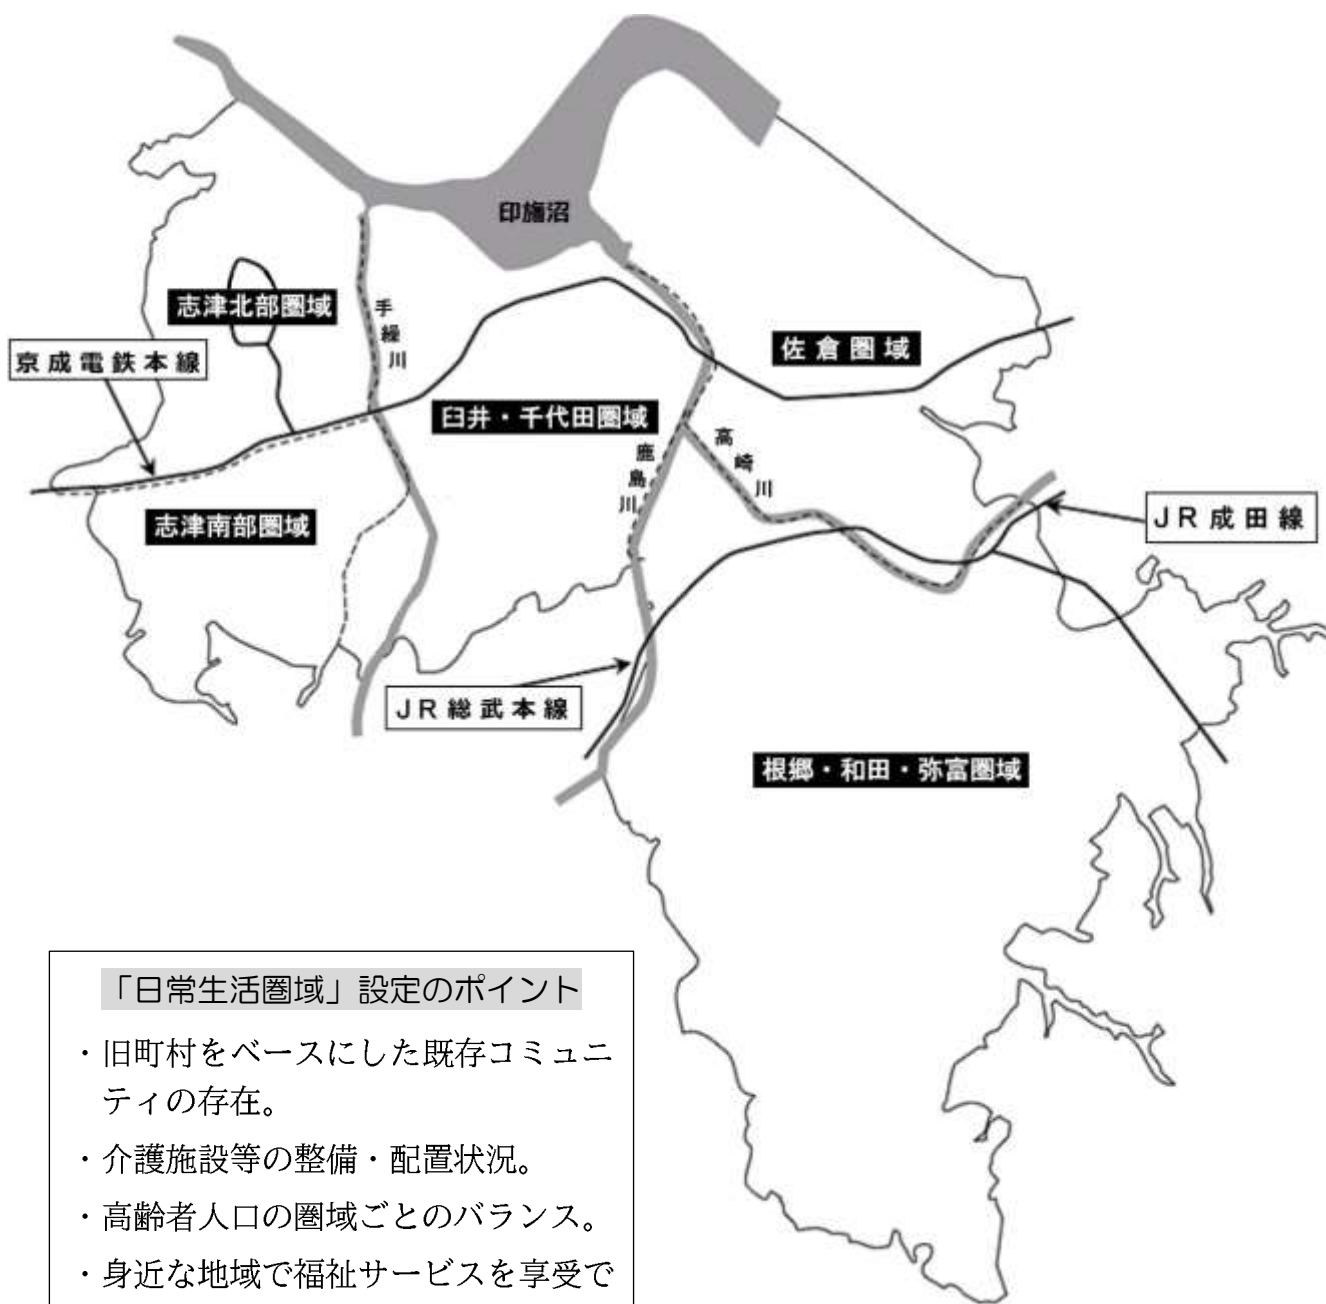 印旛沼
志津北部圏域
手繰川
京成電鉄本線
佐倉圏域
臼井・千代田圏域
鹿島川
高崎川
JR成田線
志津南部圏域
JR総武本線
根郷・和田・弥富圏域
「日常生活圏域」設定のポイント
・旧町村をベースにした既存コミュニ
ティの存在。
・介護施設等の整備・配置状況。
・高齢者人口の圏域ごとのバランス。
・身近な地域で福祉サービスを享受で